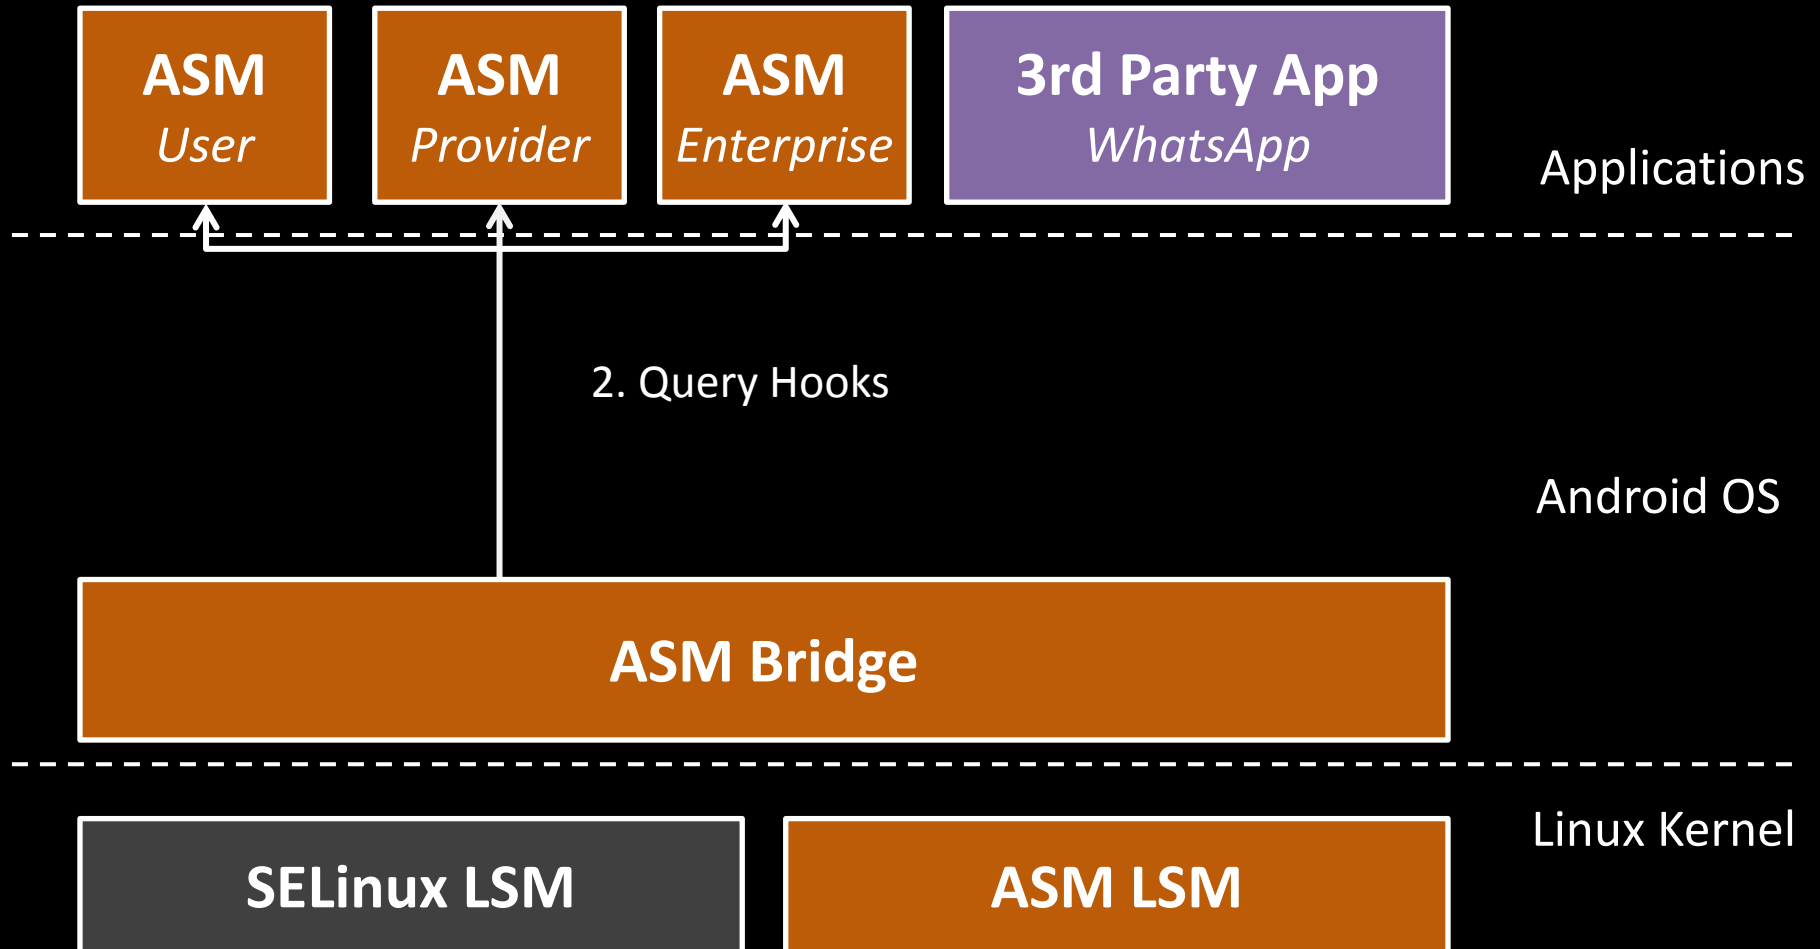 ASM
User
ASM
Provider
ASM
Enterprise
3rd Party App
WhatsApp
Applications
2. Query Hooks
Android OS
ASM Bridge
Linux Kernel
SELinux LSM
ASM LSM